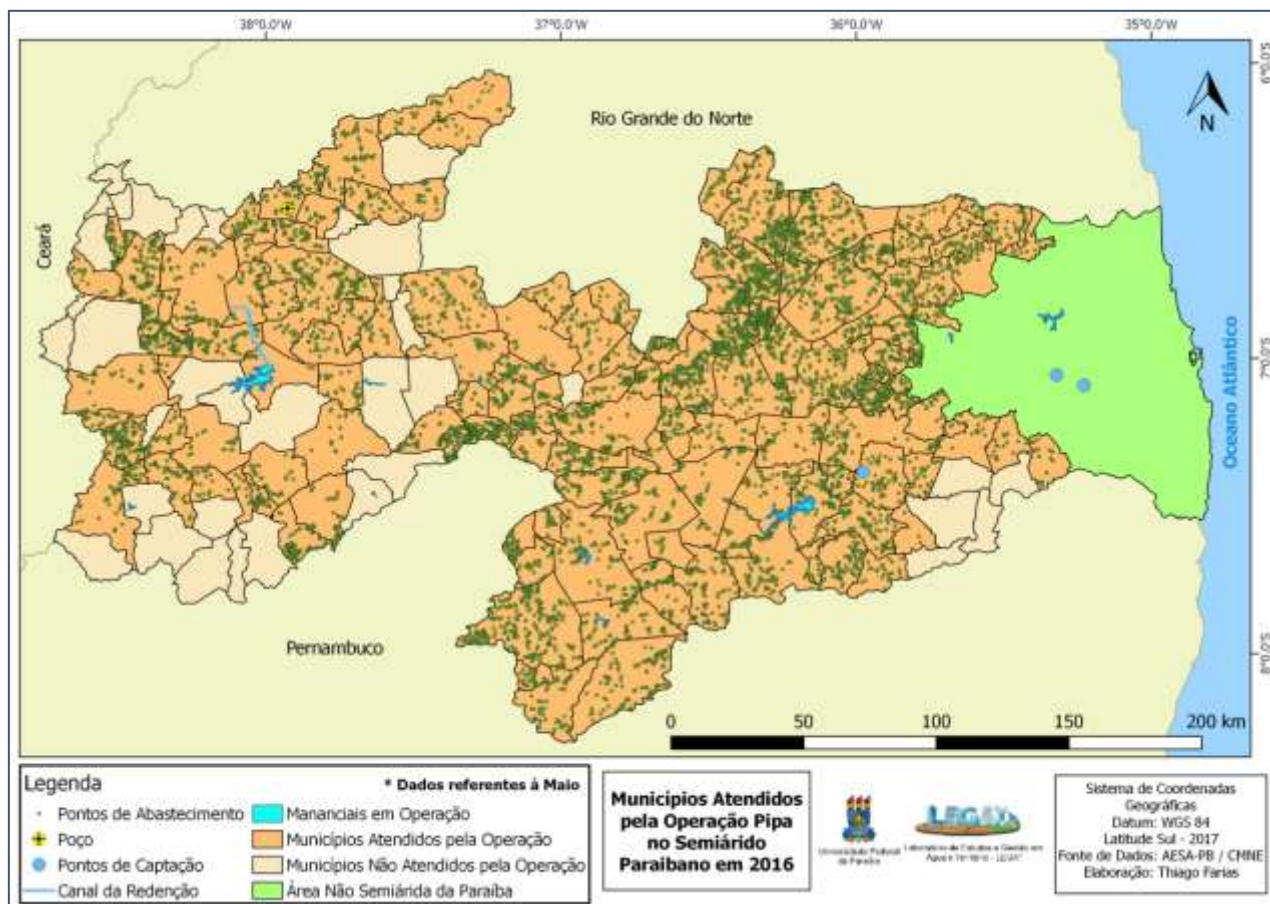 38°0.0'W
37°0.0'W
36°0.0'W
35°0.0'W
6°0.0'S
7°0.0'S
8°0.0'S
Rio Grande do Norte
N
Ceará
Oceano Atlântico
Pernambuco
0 50 100 150 200 km
Legenda
* Dados referentes á Maio
Pontos de Abastecimento
Poço
Pontos de Captação
Canal da Redenção
Mananciais em Operação
Municípios Atendidos pela Operação
Municípios Não Atendidos pela Operação
Área Não Semiárida da Paraíba
Municípios Atendidos
pela Operação Pipa
no Semiárido
Paraibano em 2016
Universidade Federal
da Paraíba
Sistema de Coordenadas
Geográficas
Datum: WGS 84
Latitude Sul - 2017
Fonte de Dados: AESA-PB / CMNE
Elaboração: Thiago Farias